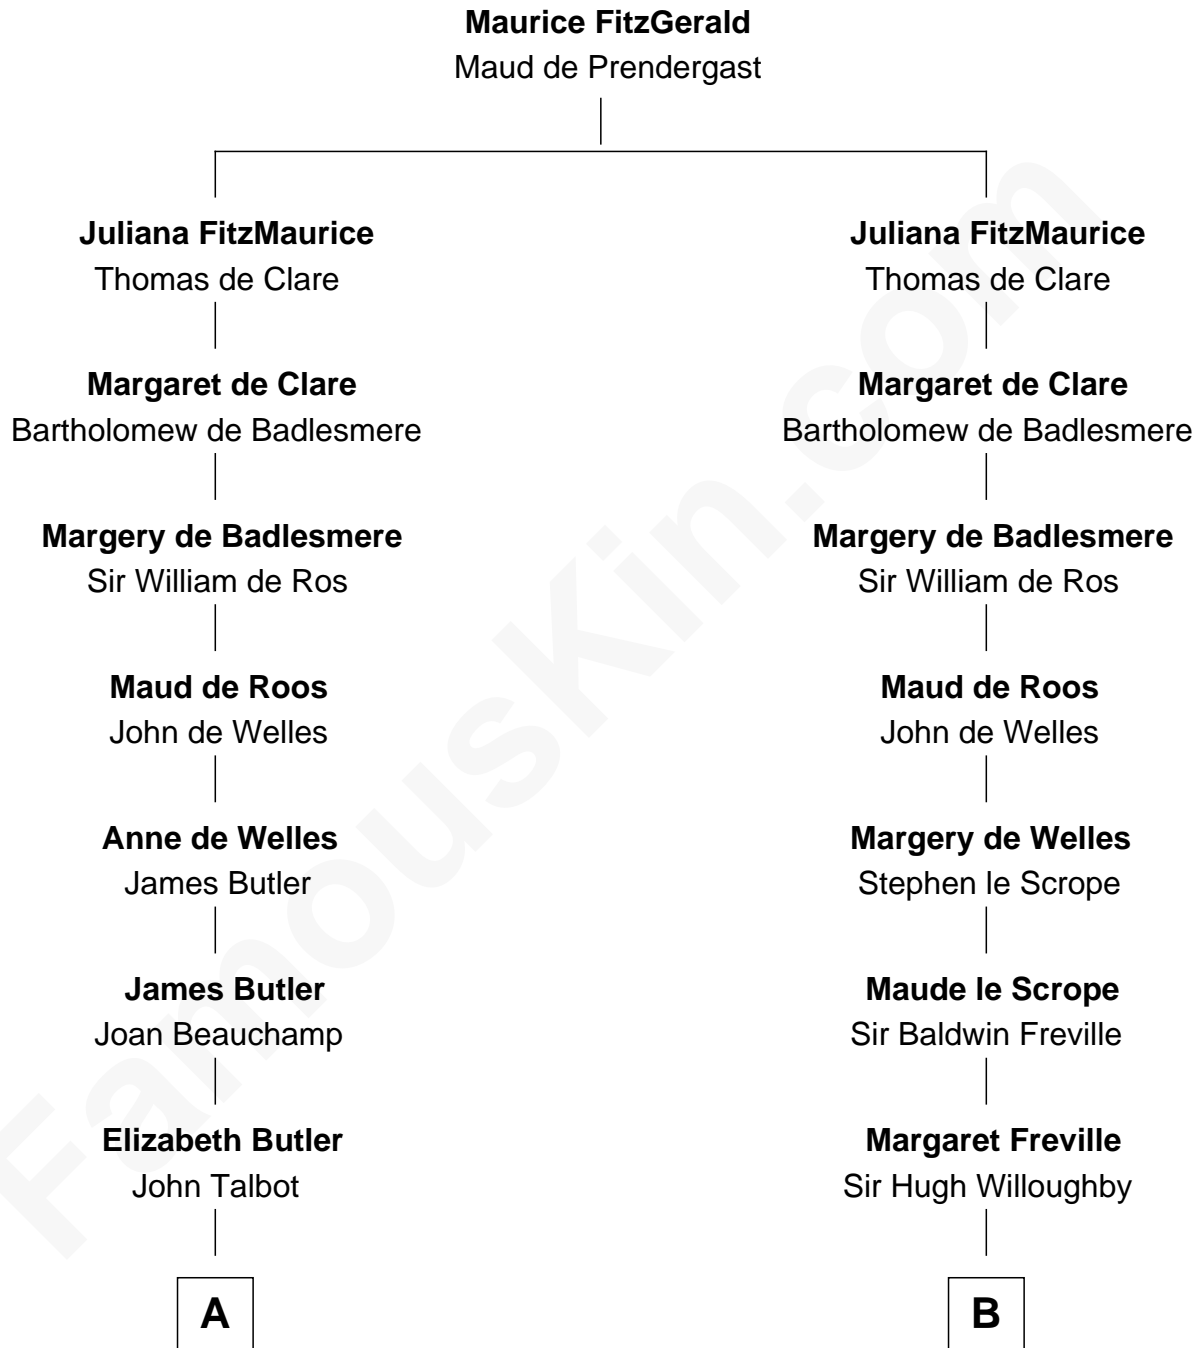 Maurice FitzGerald
Maud de Prendergast
Juliana FitzMaurice
Thomas de Clare
Margaret de Clare
Bartholomew de Badlesmere
Margery de Badlesmere
Sir William de Ros
Maud de Roos
John de Welles
Anne de Welles
James Butler
James Butler
Joan Beauchamp
Elizabeth Butler
John Talbot
A
Juliana FitzMaurice
Thomas de Clare
Margaret de Clare
Bartholomew de Badlesmere
Margery de Badlesmere
Sir William de Ros
Maud de Roos
John de Welles
Margery de Welles
Stephen le Scrope
Maude le Scrope
Sir Baldwin Freville
Margaret Freville
Sir Hugh Willoughby
B
FamousKin.com